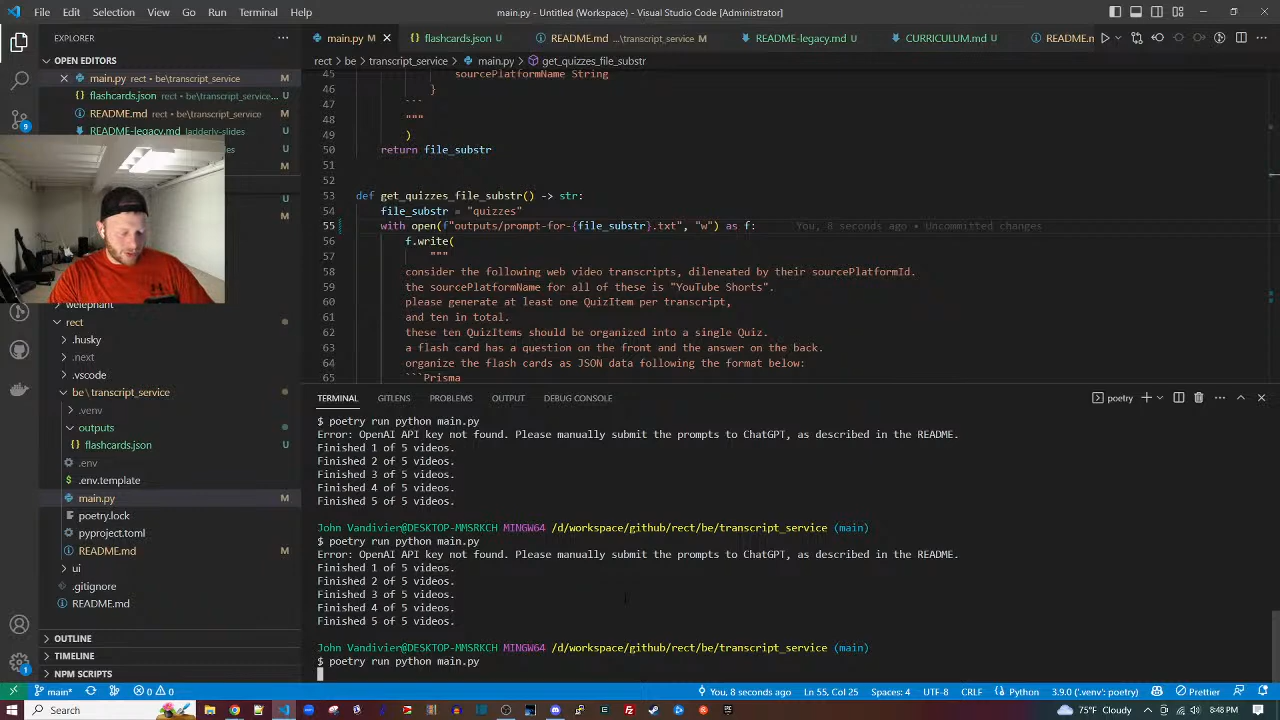 File Edit Selection View Go Run Terminal Help
main.py - Untitled (Workspace) - Visual Studio Code [Administrator]
EXPLORER
main.py M
flashcards.json U
README.md ...\transcript_service M
README-legacy.md U
CURRICULUM.md U
README.n
OPEN EDITORS
rect > be > transcript_service > main.py > get_quizzes_file_substr
main.py rect • be\transcript_service M
flashcards.json rect • be\transcript_service... U
README.md rect • be\transcript_service M
README-legacy.md ladderly-slides U
U
M
U
M
welephant
rect
.husky
.next
.vscode
be\transcript_service
.venv
outputs
flashcards.json U
.env
.env.template
main.py M
poetry.lock
pyproject.toml
README.md M
ui
.gitignore
README.md
OUTLINE
TIMELINE
NPM SCRIPTS
45 sourcePlatformName String
46 }
47 ```
48 """
49 )
50 return file_substr
51
52
53 def get_quizzes_file_substr() -> str:
54 file_substr = "quizzes"
55 with open(f"outputs/prompt-for-{file_substr}.txt", "w") as f: You, 8 seconds ago • Uncommitted changes
56 f.write(
57 """
58 consider the following web video transcripts, dileneated by their sourcePlatformId.
59 the sourcePlatformName for all of these is "YouTube Shorts".
60 please generate at least one QuizItem per transcript,
61 and ten in total.
62 these ten QuizItems should be organized into a single Quiz.
63 a flash card has a question on the front and the answer on the back.
64 organize the flash cards as JSON data following the format below:
65 ```Prisma
TERMINAL GITLENS PROBLEMS OUTPUT DEBUG CONSOLE
poetry
$ poetry run python main.py
Error: OpenAI API key not found. Please manually submit the prompts to ChatGPT, as described in the README.
Finished 1 of 5 videos.
Finished 2 of 5 videos.
Finished 3 of 5 videos.
Finished 4 of 5 videos.
Finished 5 of 5 videos.
John Vandivier@DESKTOP-MMSRKCH MINGW64 /d/workspace/github/rect/be/transcript_service (main)
$ poetry run python main.py
Error: OpenAI API key not found. Please manually submit the prompts to ChatGPT, as described in the README.
Finished 1 of 5 videos.
Finished 2 of 5 videos.
Finished 3 of 5 videos.
Finished 4 of 5 videos.
Finished 5 of 5 videos.
John Vandivier@DESKTOP-MMSRKCH MINGW64 /d/workspace/github/rect/be/transcript_service (main)
$ poetry run python main.py
9
1
main* 0 0 You, 8 seconds ago Ln 55, Col 25 Spaces: 4 UTF-8 CRLF Python 3.9.0 ('.venv': poetry) Prettier
Search
75°F Cloudy 8:48 PM